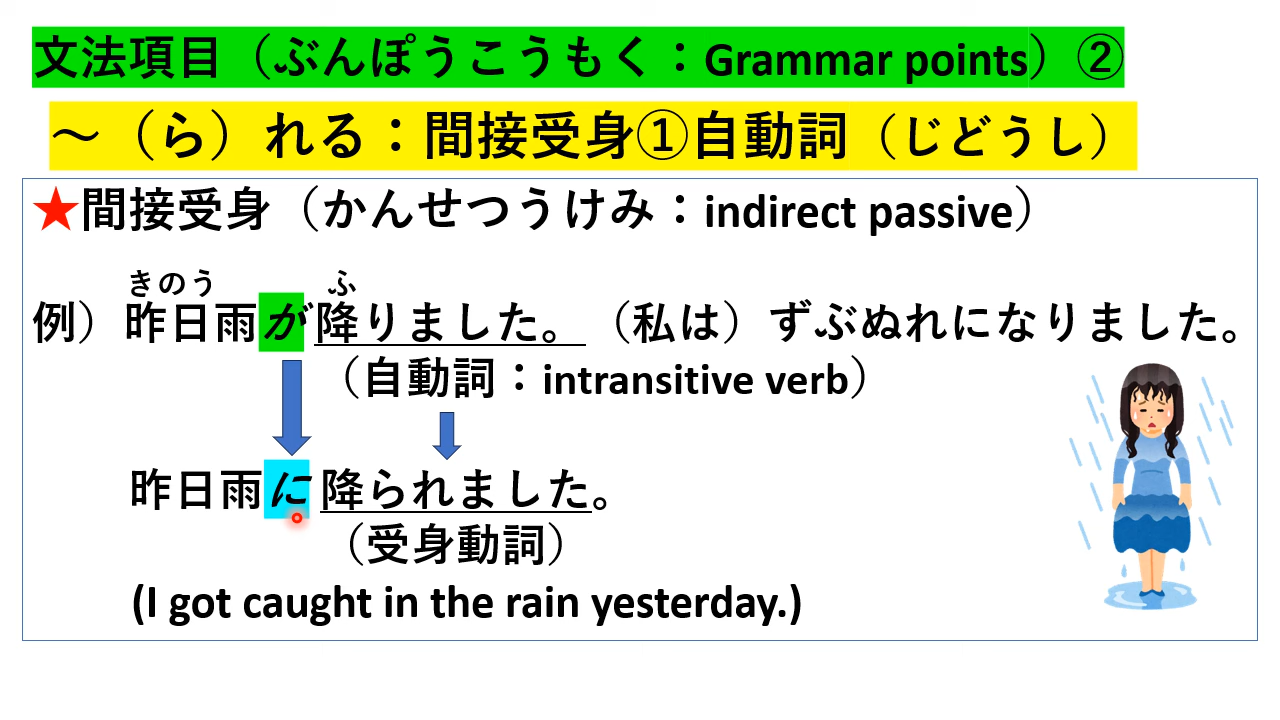 文法項目（ぶんぽうこうもく：Grammar points）②
～（ら）れる：間接受身①自動詞（じどうし）
★間接受身（かんせつうけみ：indirect passive）
きのう ふ
例）昨日雨が降りました。（私は）ずぶぬれになりました。
（自動詞：intransitive verb）
昨日雨に降られました。
（受身動詞）
(I got caught in the rain yesterday.)